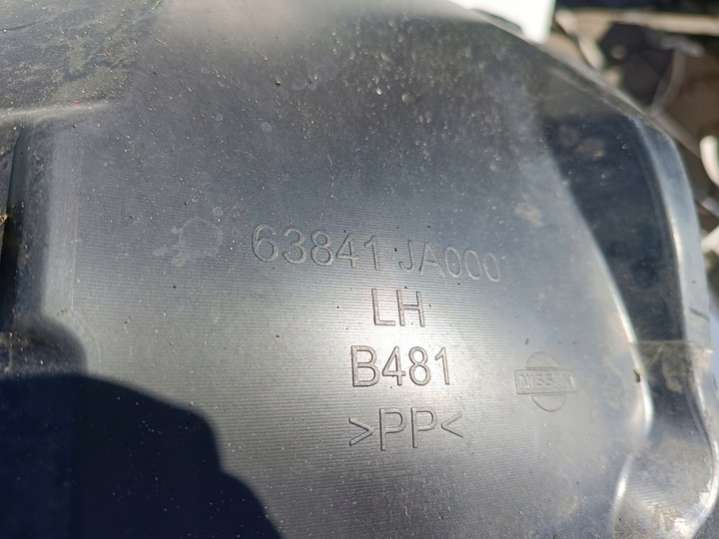 63841 JA000
LH
B481
NISSAN
>PP<